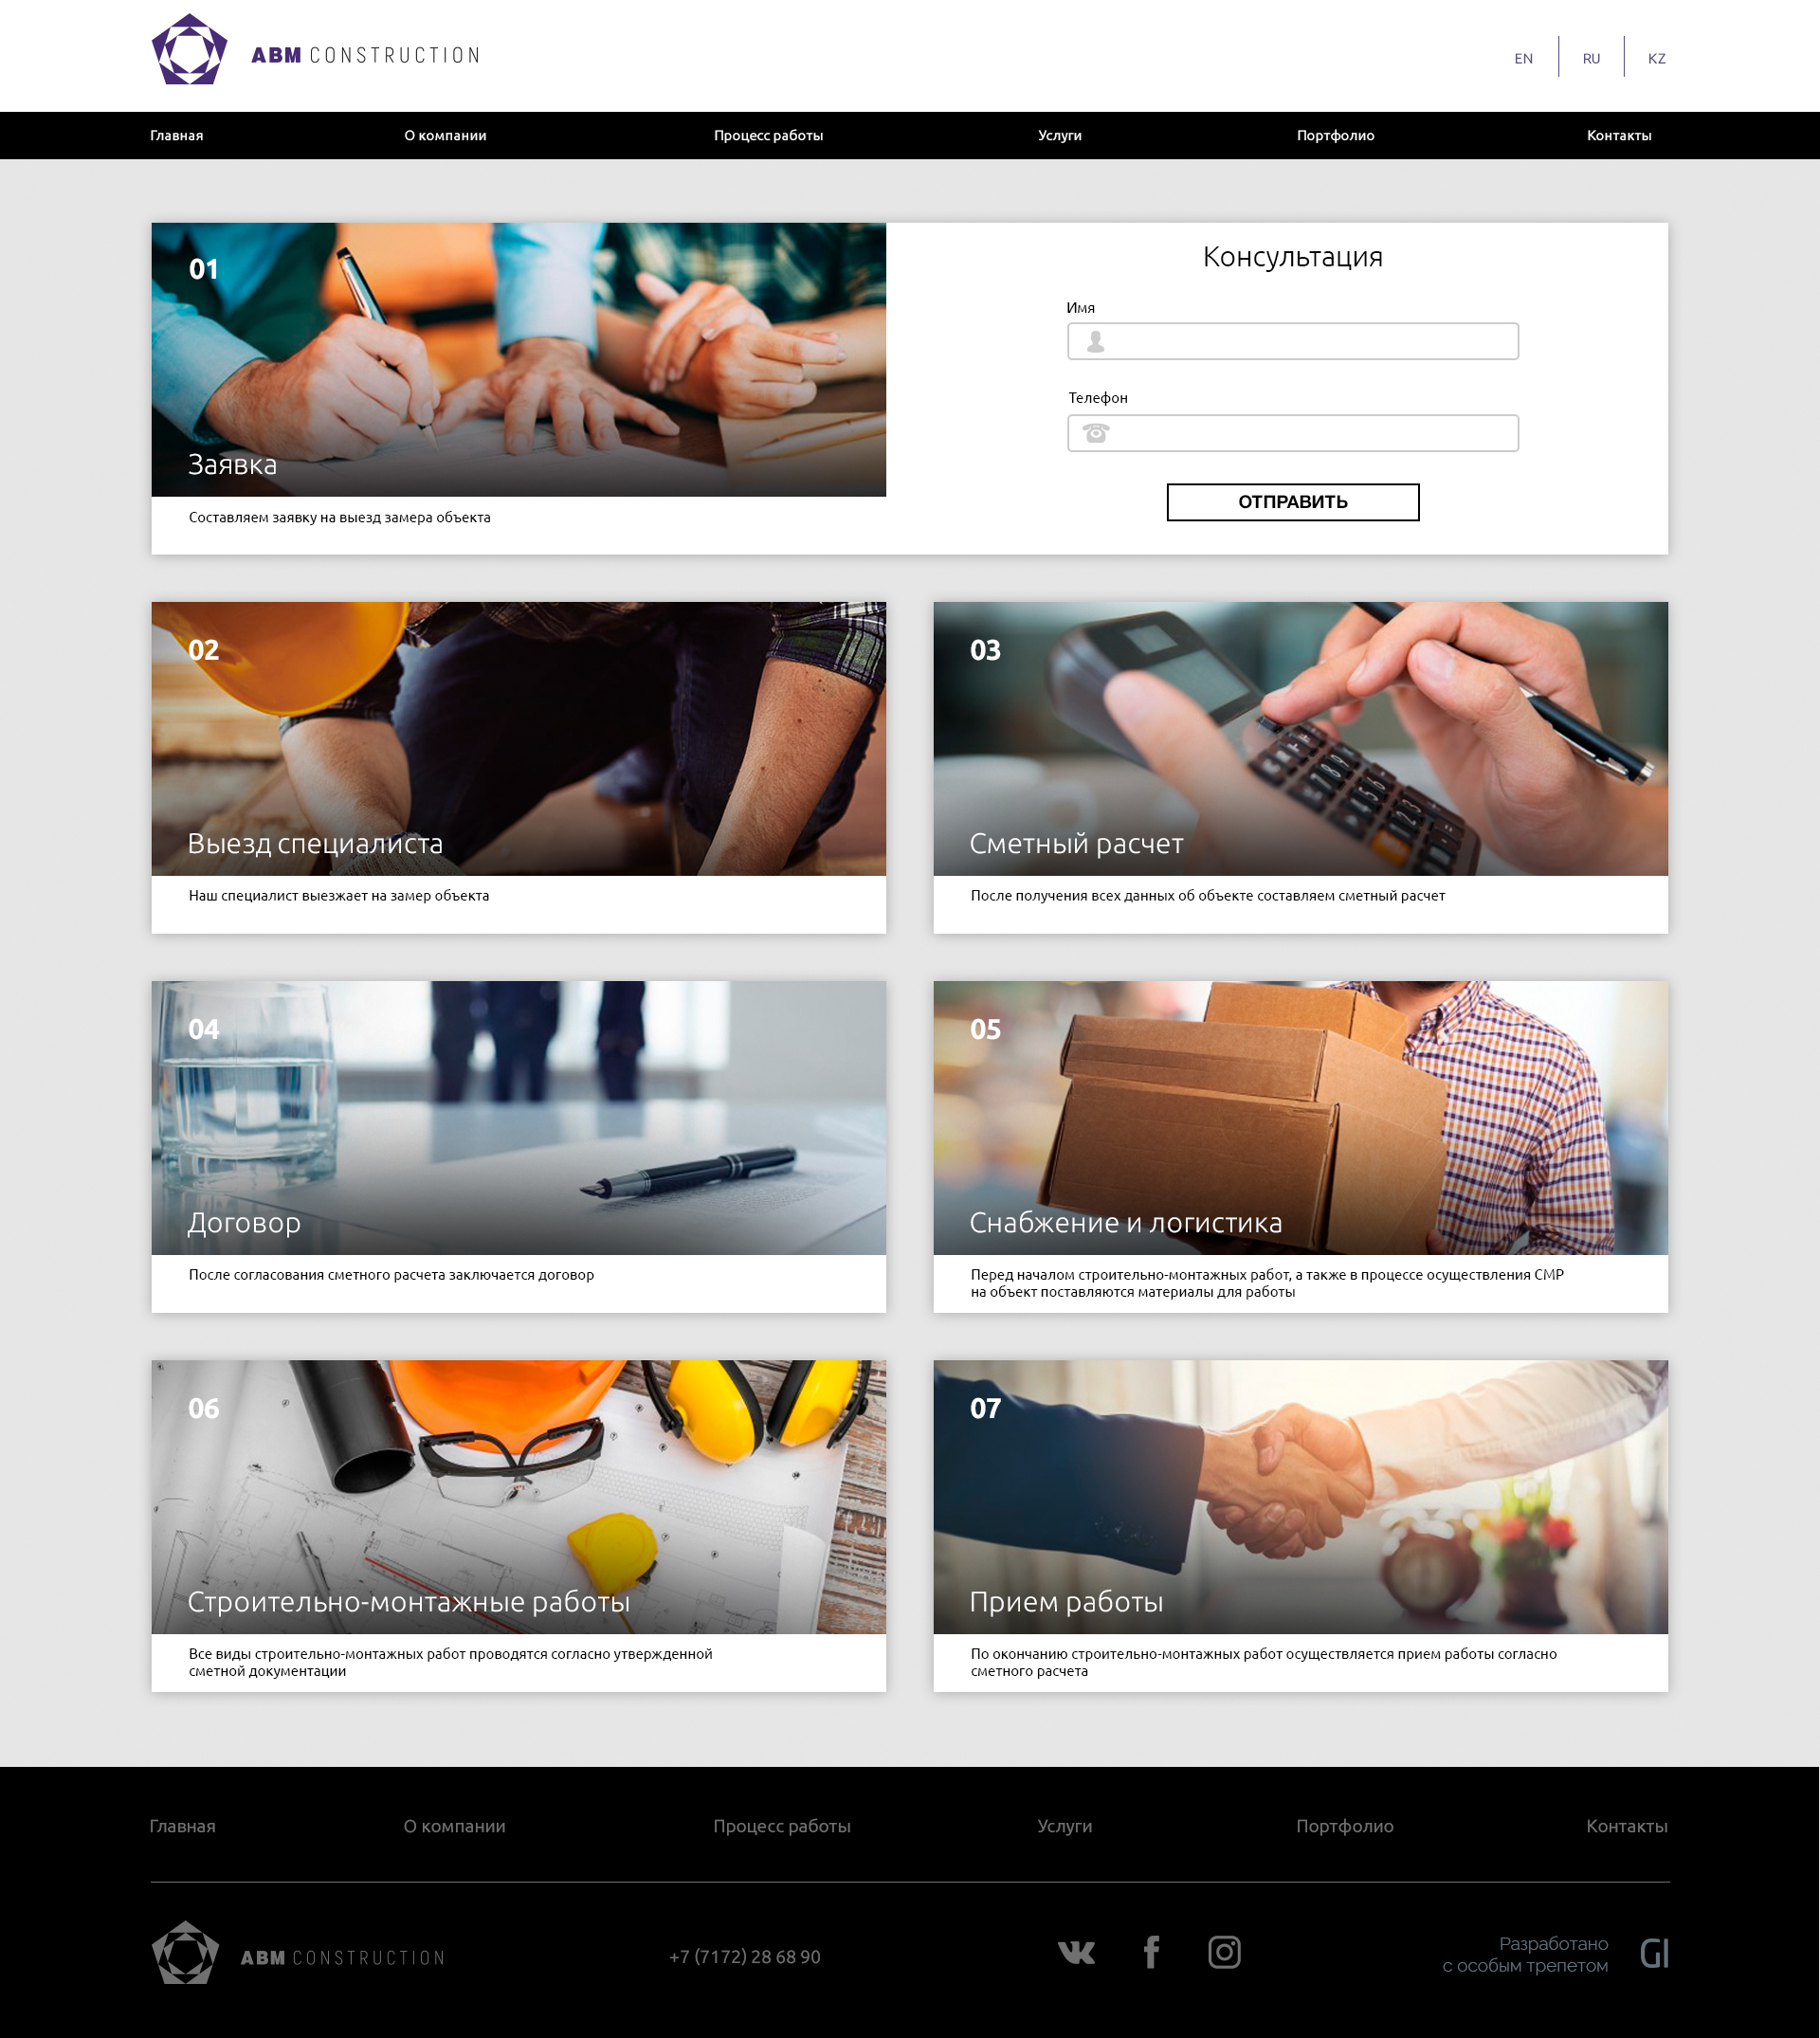 ABM CONSTRUCTION
EN
RU
KZ
Главная
О компании
Процесс работы
Услуги
Портфолио
Контакты
01
Заявка
Составляем заявку на выезд замера объекта
Консультация
Имя
Телефон
ОТПРАВИТЬ
02
Выезд специалиста
Наш специалист выезжает на замер объекта
03
Сметный расчет
После получения всех данных об объекте составляем сметный расчет
04
Договор
После согласования сметного расчета заключается договор
05
Снабжение и логистика
Перед началом строительно-монтажных работ, а также в процессе осуществления СМР
на объект поставляются материалы для работы
06
Строительно-монтажные работы
Все виды строительно-монтажных работ проводятся согласно утвержденной
сметной документации
07
Прием работы
По окончанию строительно-монтажных работ осуществляется прием работы согласно
сметного расчета
Главная
О компании
Процесс работы
Услуги
Портфолио
Контакты
ABM CONSTRUCTION
+7 (7172) 28 68 90
Разработано
с особым трепетом
GI